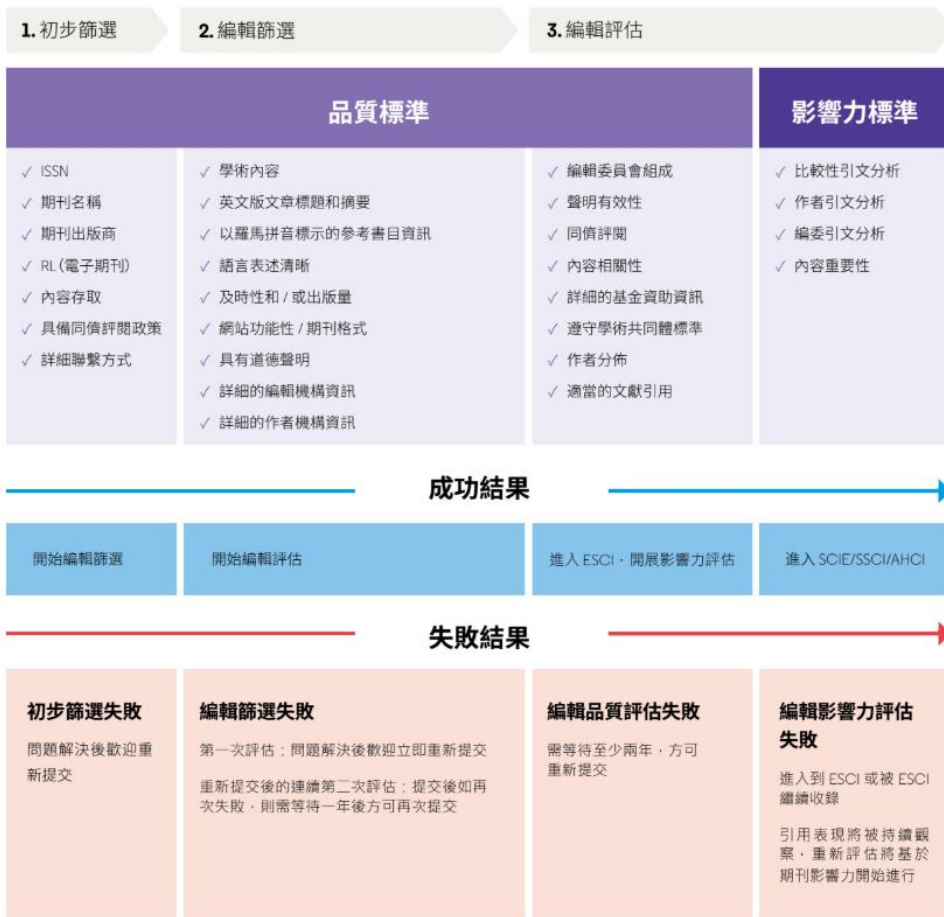 1. 初步篩選
2. 編輯篩選
3. 編輯評估
品質標準
影響力標準
✓ ISSN
✓ 期刊名稱
✓ 期刊出版商
✓ RL (電子期刊)
✓ 內容存取
✓ 具備同儕評閱政策
✓ 詳細聯繫方式
✓ 學術內容
✓ 英文版文章標題和摘要
✓ 以羅馬拼音標示的參考書目資訊
✓ 語言表述清晰
✓ 及時性和 / 或出版量
✓ 網站功能性 / 期刊格式
✓ 具有道德聲明
✓ 詳細的編輯機構資訊
✓ 詳細的作者機構資訊
✓ 編輯委員會組成
✓ 聲明有效性
✓ 同儕評閱
✓ 內容相關性
✓ 詳細的基金資助資訊
✓ 遵守學術共同體標準
✓ 作者分佈
✓ 適當的文獻引用
✓ 比較性引文分析
✓ 作者引文分析
✓ 編委引文分析
✓ 內容重要性
成功結果
開始編輯篩選
開始編輯評估
進入 ESCI，開展影響力評估
進入 SCIE/SSCI/AHCI
失敗結果
初步篩選失敗
問題解決後歡迎重
新提交
編輯篩選失敗
第一次評估：問題解決後歡迎立即重新提交
重新提交後的連續第二次評估：提交後如再
次失敗，則需等待一年後方可再次提交
編輯品質評估失敗
需等待至少兩年，方可
重新提交
編輯影響力評估
失敗
進入到 ESCI 或被 ESCI
繼續收錄
引用表現將被持續觀
察，重新評估將基於
期刊影響力開始進行